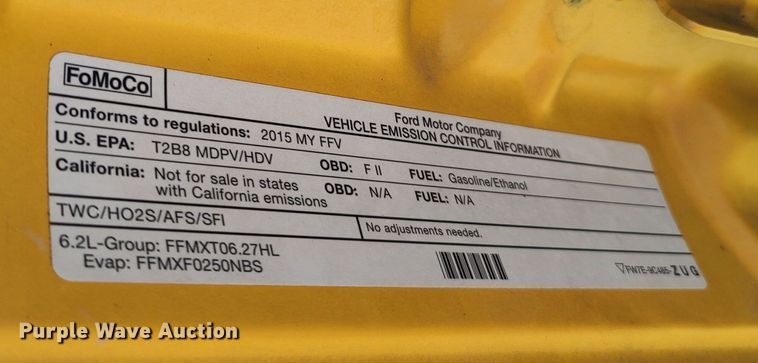 FoMoCo
Ford Motor Company
VEHICLE EMISSION CONTROL INFORMATION
Conforms to regulations: 2015 MY FFV
U.S. EPA: T2B8 MDPV/HDV OBD: F II FUEL: Gasoline/Ethanol
California: Not for sale in states with California emissions OBD: N/A FUEL: N/A
TWC/HO2S/AFS/SFI
No adjustments needed.
6.2L-Group: FFMXT06.27HL
Evap: FFMXF0250NBS
FW7E-9C485-ZUG
Purple Wave Auction